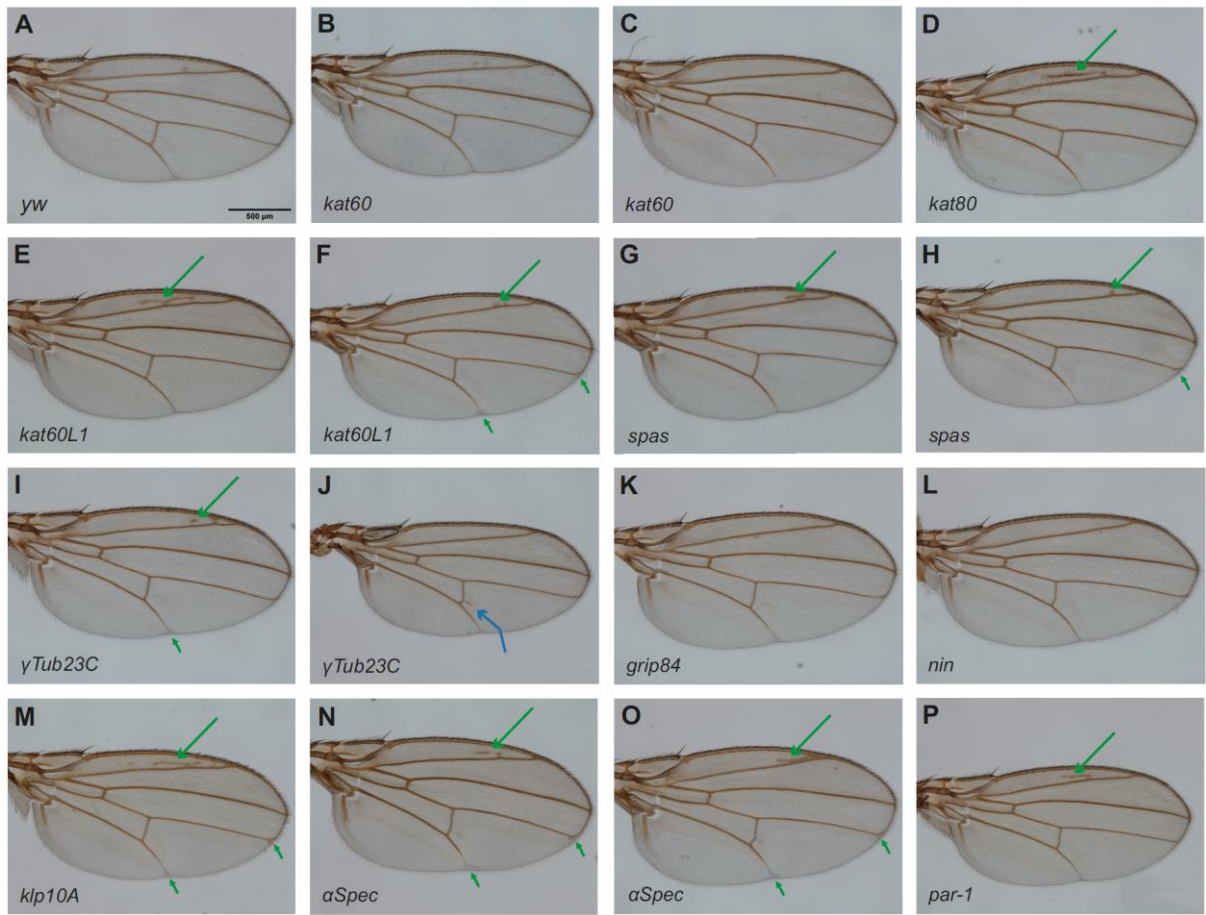 A B C D
yw kat60 kat60 kat80
500 µm
E F G H
kat60L1 kat60L1 spas spas
I J K L
γTub23C γTub23C grip84 nin
M N O P
klp10A αSpec αSpec par-1